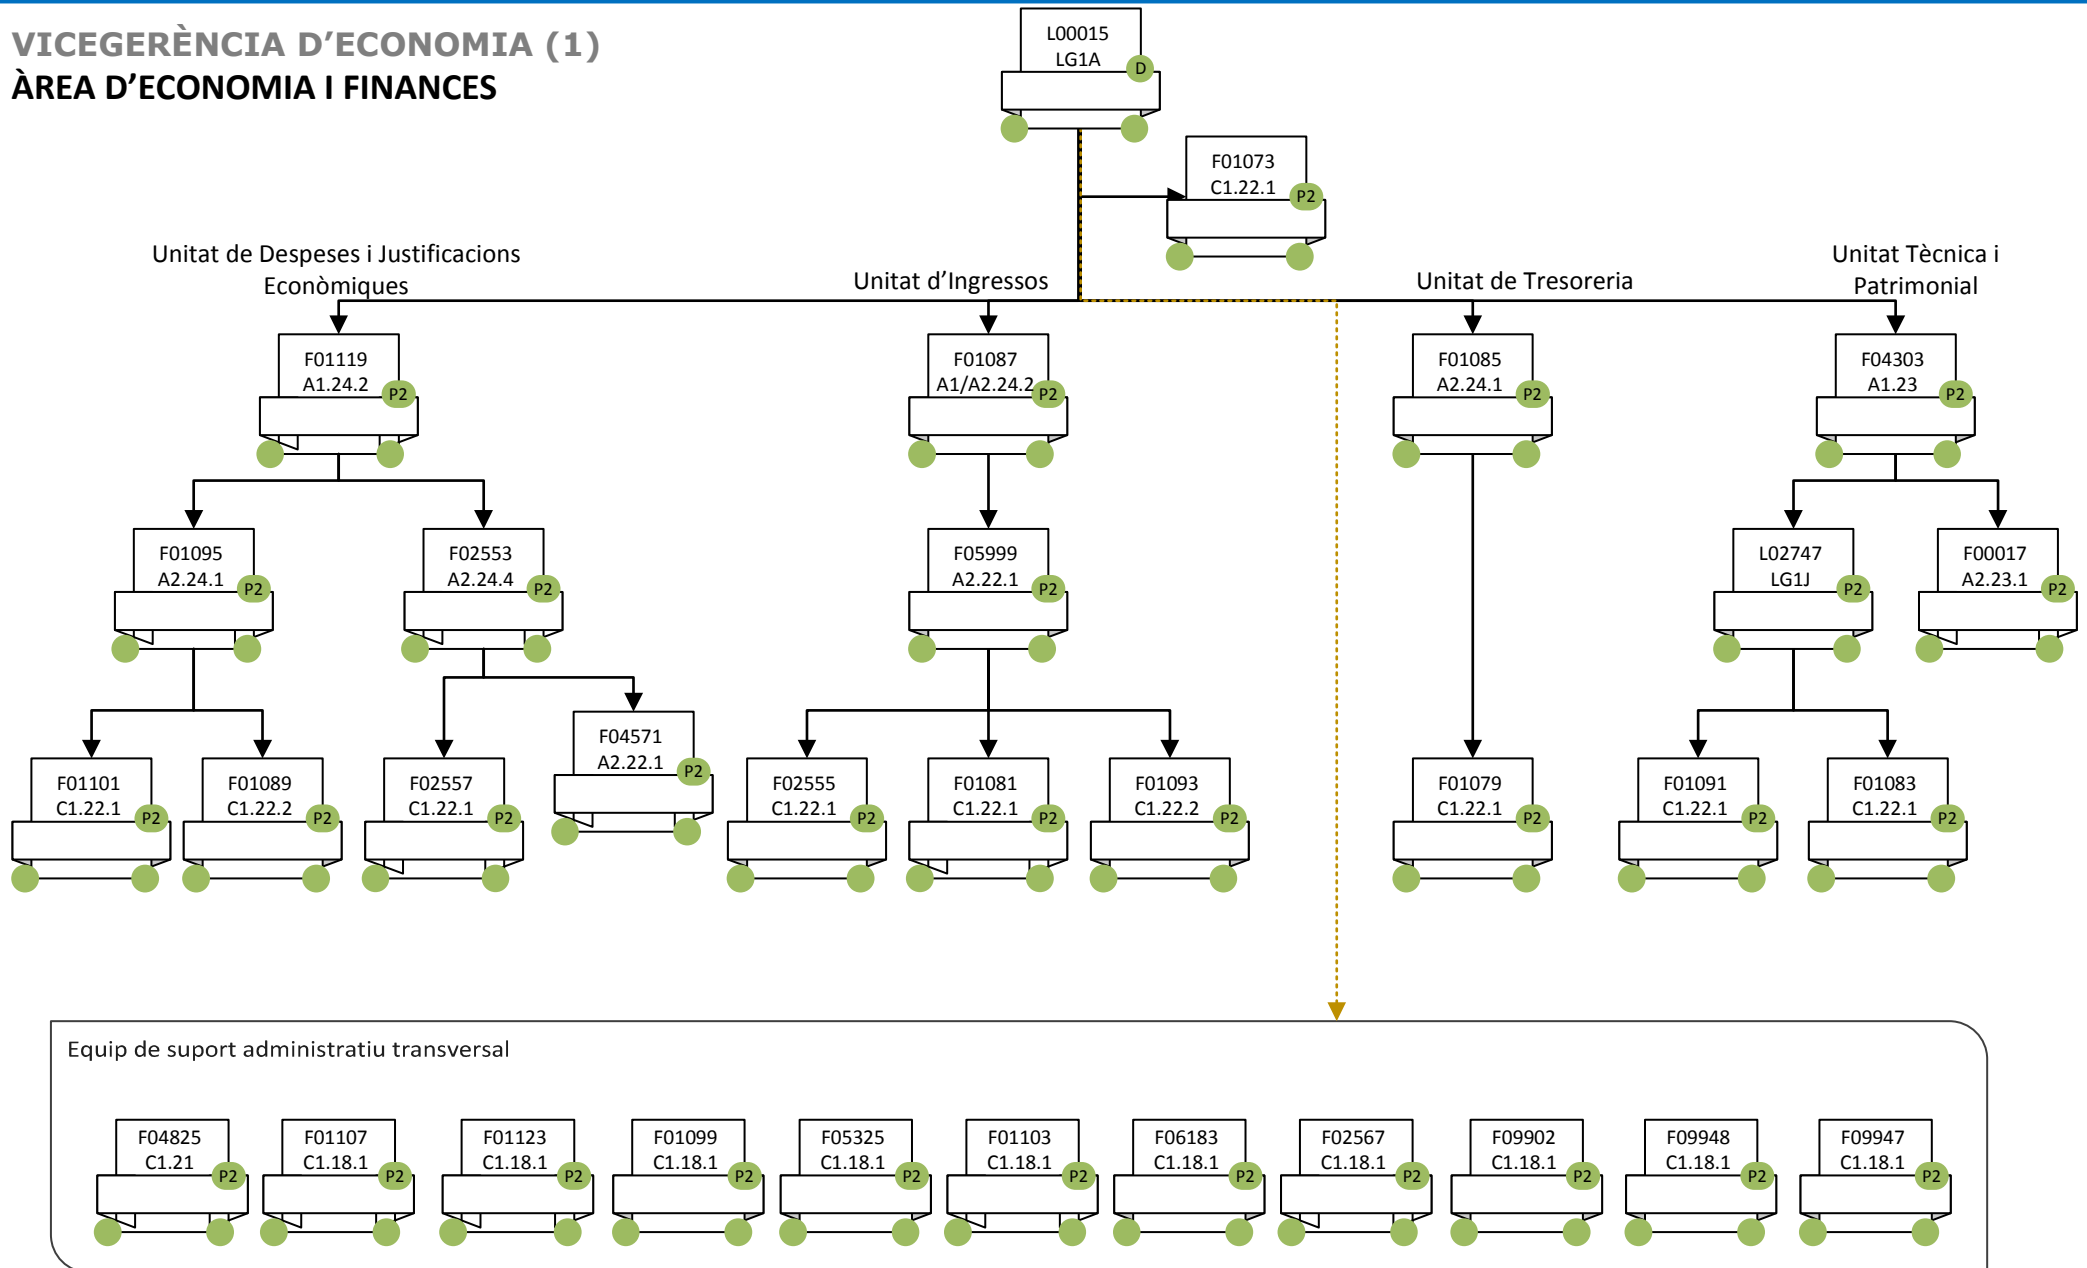 VICEGERÈNCIA D'ECONOMIA (1)
ÀREA D'ECONOMIA I FINANCES
L00015
LG1A
D
F01073
C1.22.1
P2
Unitat de Despeses i Justificacions
Econòmiques
Unitat d'Ingressos
Unitat de Tresoreria
Unitat Tècnica i
Patrimonial
F01119
A1.24.2
P2
F01087
A1/A2.24.2
P2
F01085
A2.24.1
P2
F04303
A1.23
P2
F01095
A2.24.1
P2
F02553
A2.24.4
P2
F05999
A2.22.1
P2
L02747
LG1J
P2
F00017
A2.23.1
P2
F01101
C1.22.1
P2
F01089
C1.22.2
P2
F02557
C1.22.1
P2
F04571
A2.22.1
P2
F02555
C1.22.1
P2
F01081
C1.22.1
P2
F01093
C1.22.2
P2
F01079
C1.22.1
P2
F01091
C1.22.1
P2
F01083
C1.22.1
P2
Equip de suport administratiu transversal
F04825
C1.21
P2
F01107
C1.18.1
P2
F01123
C1.18.1
P2
F01099
C1.18.1
P2
F05325
C1.18.1
P2
F01103
C1.18.1
P2
F06183
C1.18.1
P2
F02567
C1.18.1
P2
F09902
C1.18.1
P2
F09948
C1.18.1
P2
F09947
C1.18.1
P2